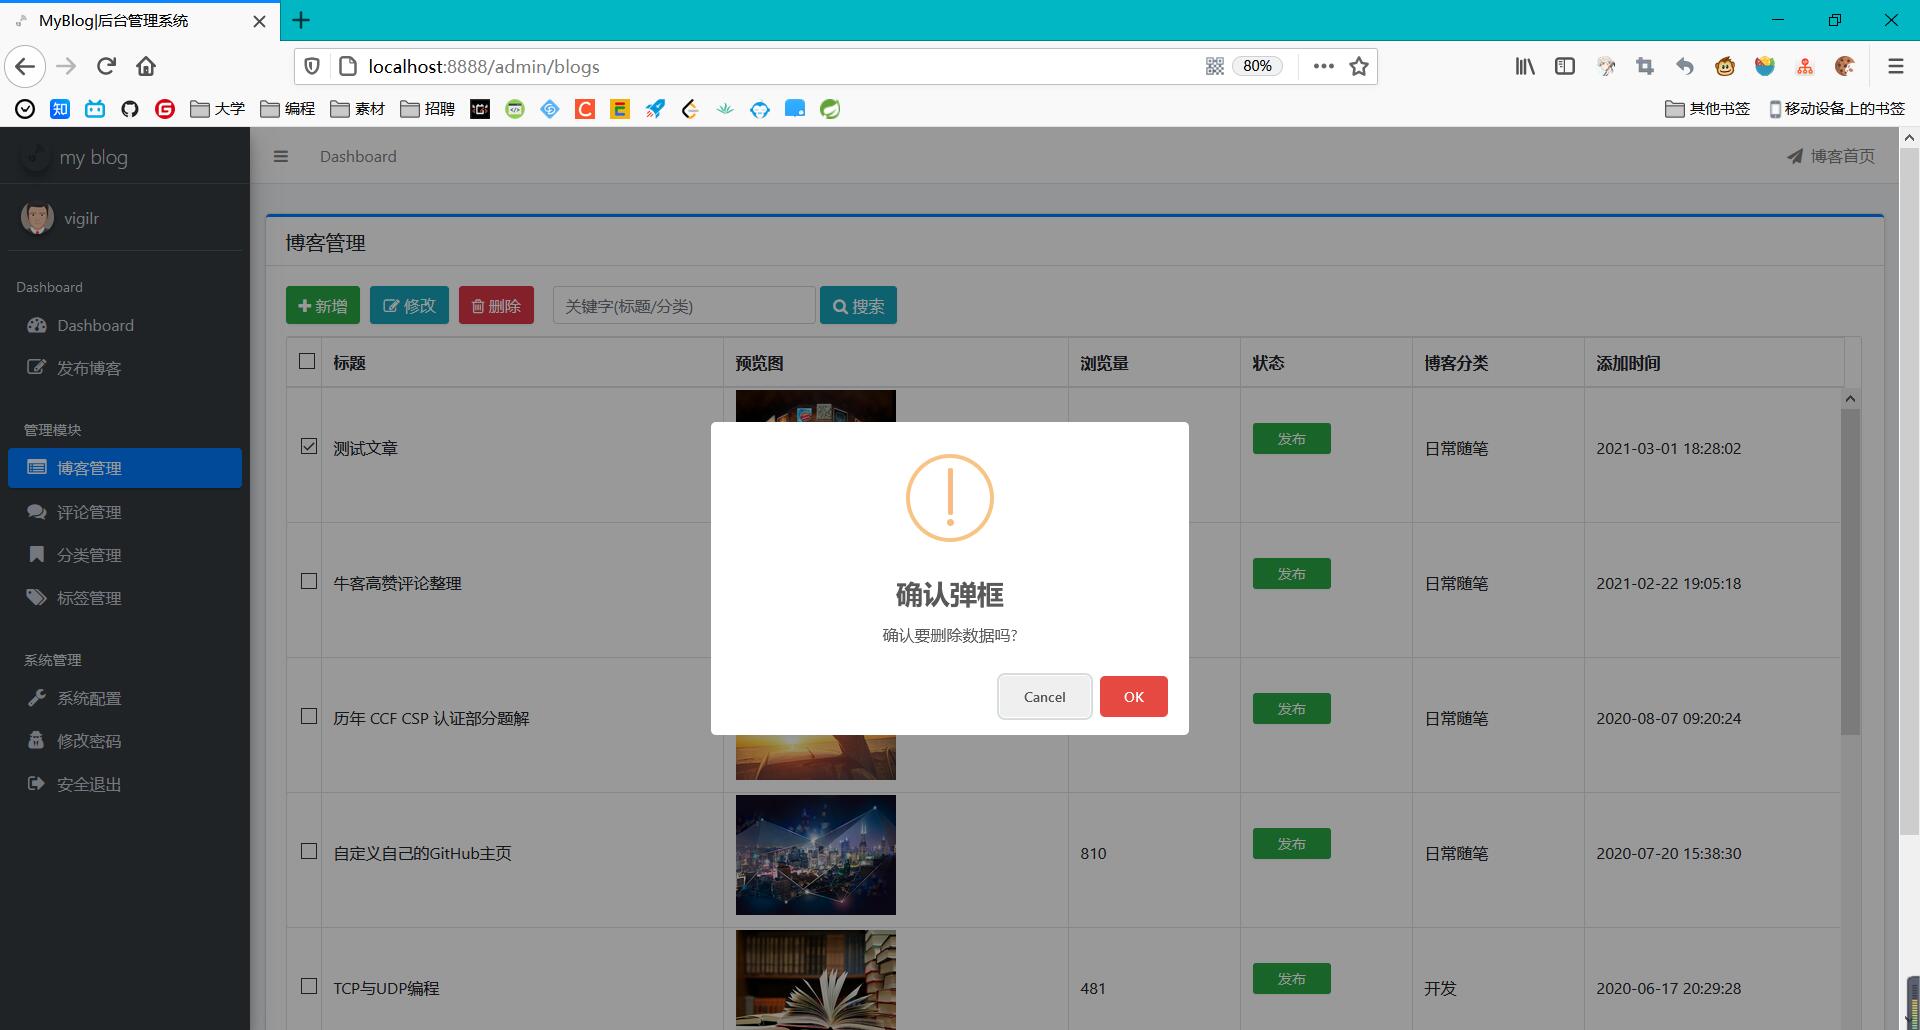 MyBlog|后台管理系统
localhost:8888/admin/blogs
80%
知
大学
编程
素材
招聘
其他书签
移动设备上的书签
my blog
Dashboard
博客首页
vigilr
博客管理
Dashboard
新增
修改
删除
关键字(标题/分类)
搜索
Dashboard
发布博客
标题
预览图
浏览量
状态
博客分类
添加时间
管理模块
测试文章
发布
日常随笔
2021-03-01 18:28:02
博客管理
评论管理
分类管理
牛客高赞评论整理
发布
日常随笔
2021-02-22 19:05:18
标签管理
确认弹框
确认要删除数据吗?
Cancel
OK
系统管理
系统配置
历年 CCF CSP 认证部分题解
发布
日常随笔
2020-08-07 09:20:24
修改密码
安全退出
自定义自己的GitHub主页
810
发布
日常随笔
2020-07-20 15:38:30
TCP与UDP编程
481
发布
开发
2020-06-17 20:29:28